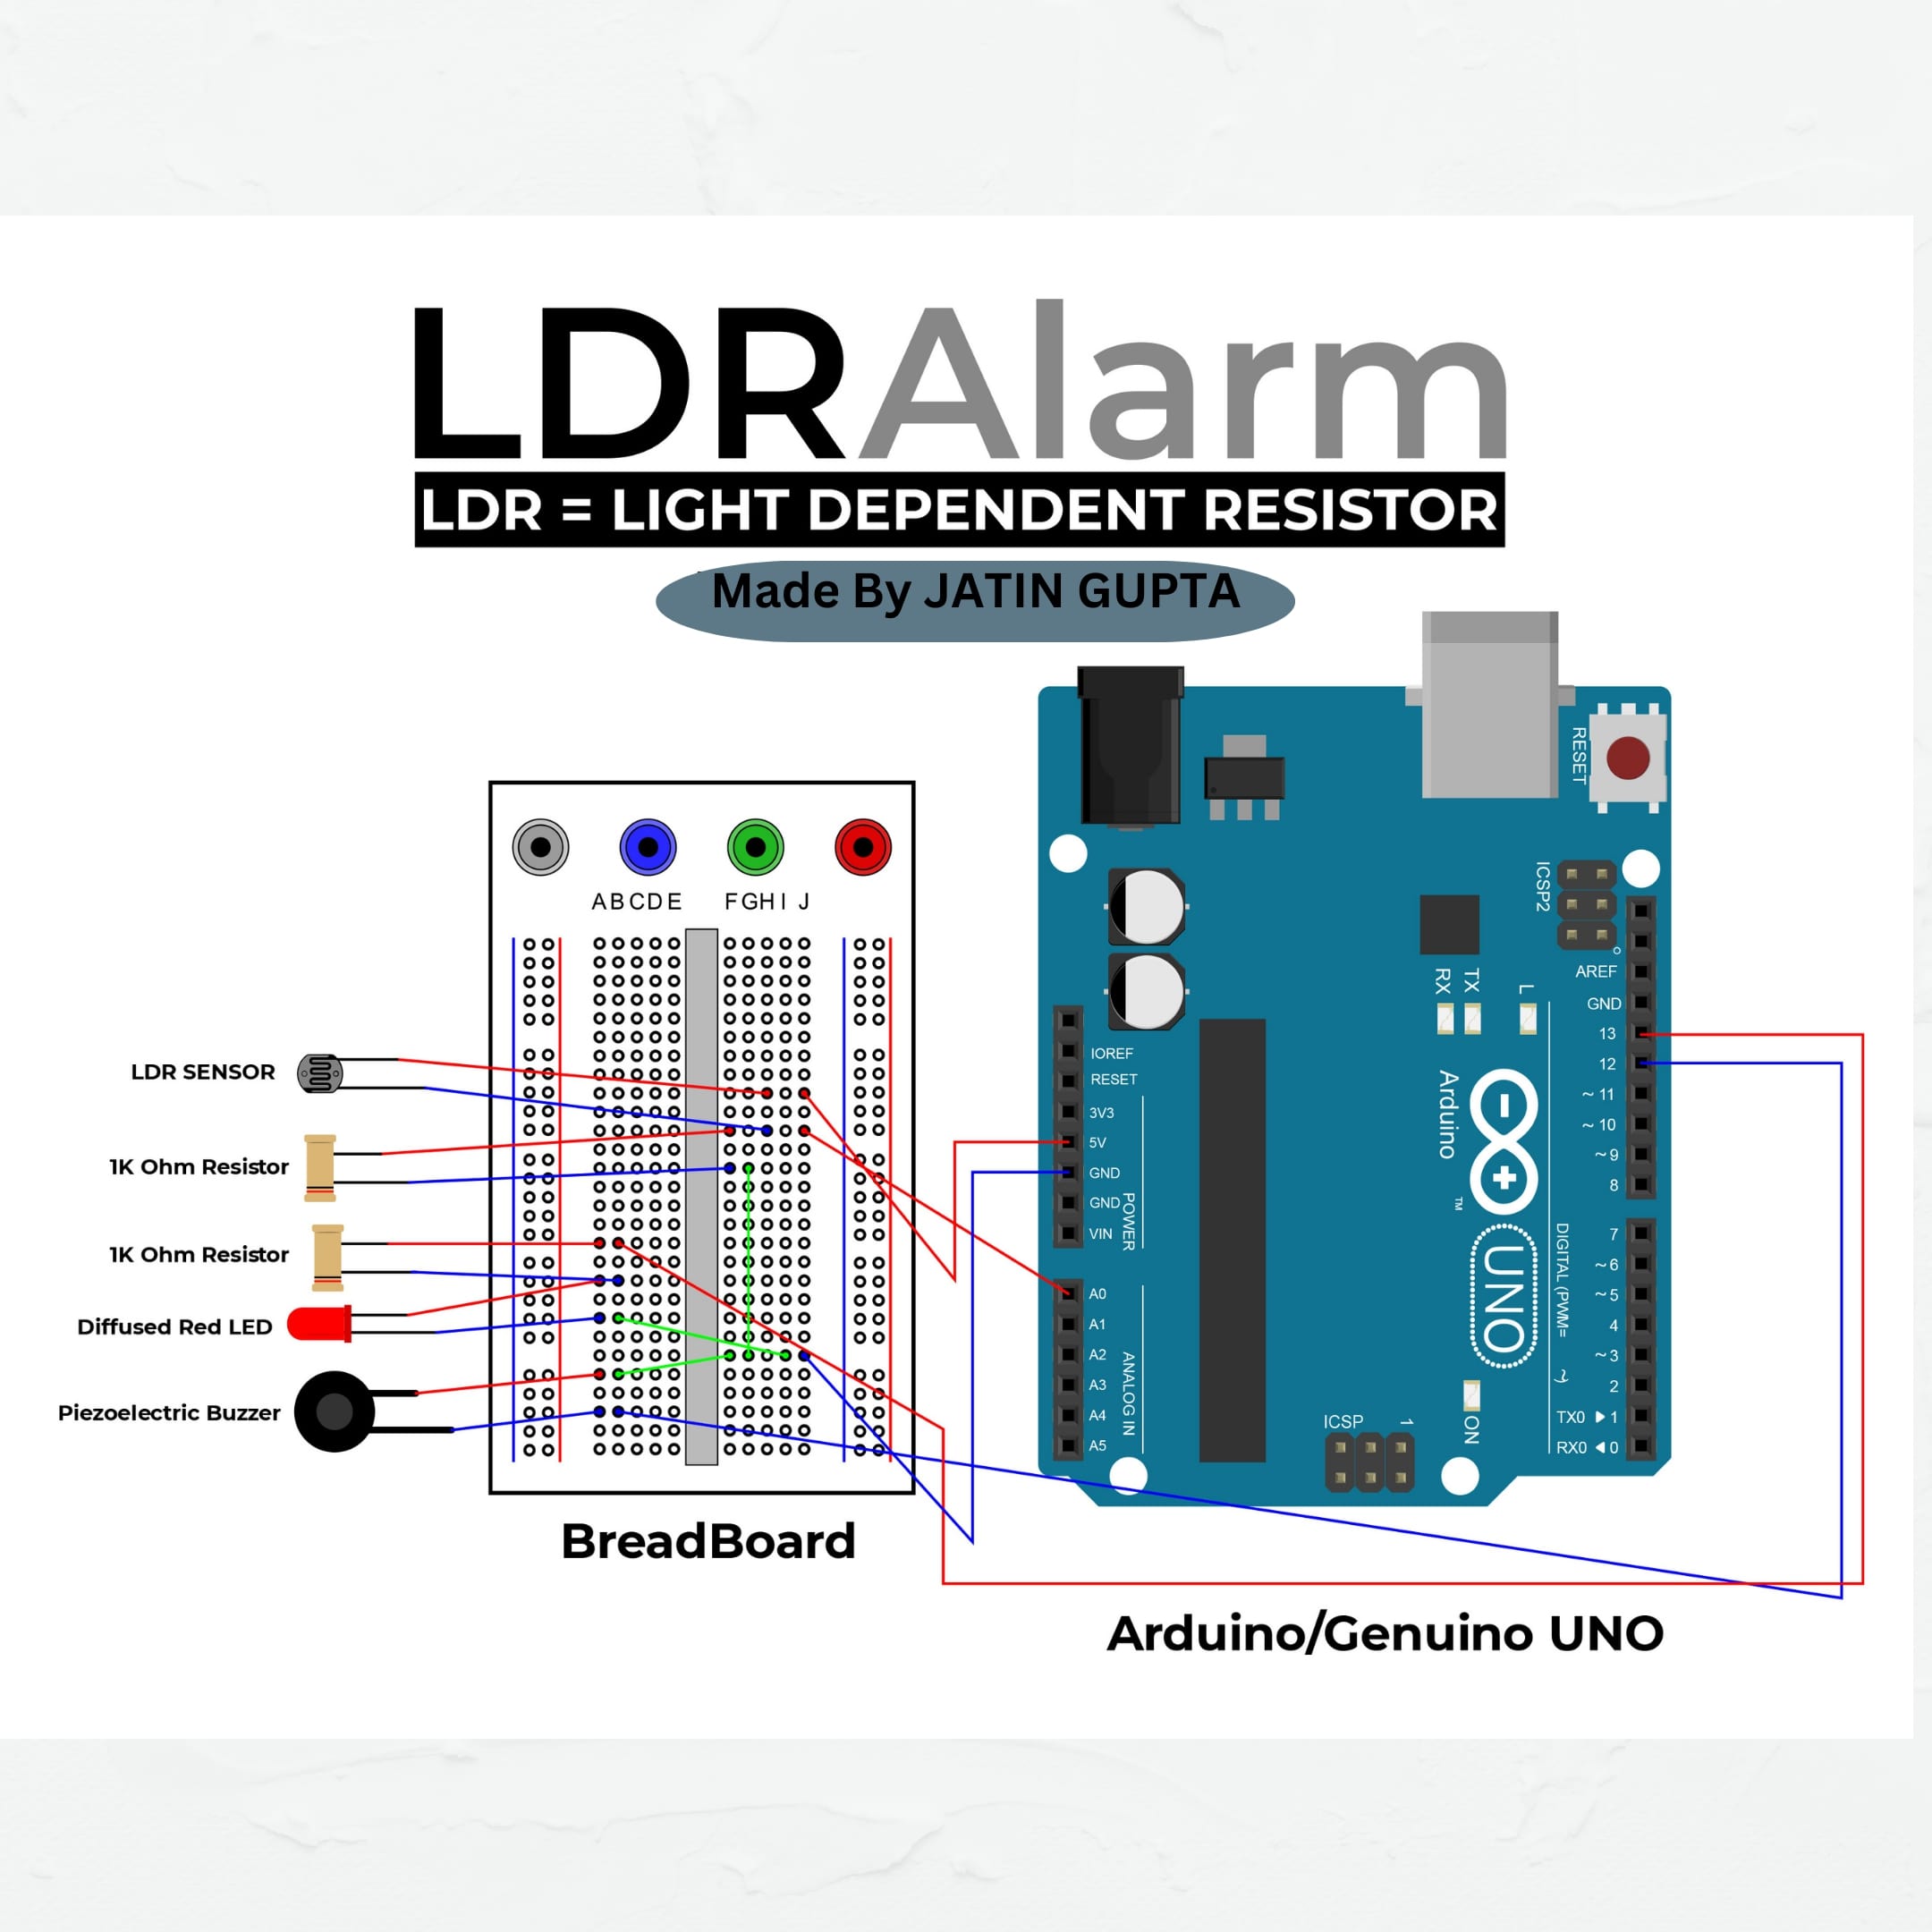 LDRAlarm
LDR = LIGHT DEPENDENT RESISTOR
Made By JATIN GUPTA
ABCDE FGHI J
LDR SENSOR
1K Ohm Resistor
1K Ohm Resistor
Diffused Red LED
Piezoelectric Buzzer
BreadBoard
RESET
ICSP2
AREF
GND
13
12
~ 11
~ 10
~ 9
8
7
~ 6
~ 5
4
~ 3
2
TX0 ▶ 1
RX0 ◀ 0
RX
TX
L
Arduino
TM
UNO
DIGITAL (PWM= ~)
ON
ICSP
1
IOREF
RESET
3V3
5V
GND
GND
VIN
POWER
A0
A1
A2
A3
A4
A5
ANALOG IN
Arduino/Genuino UNO